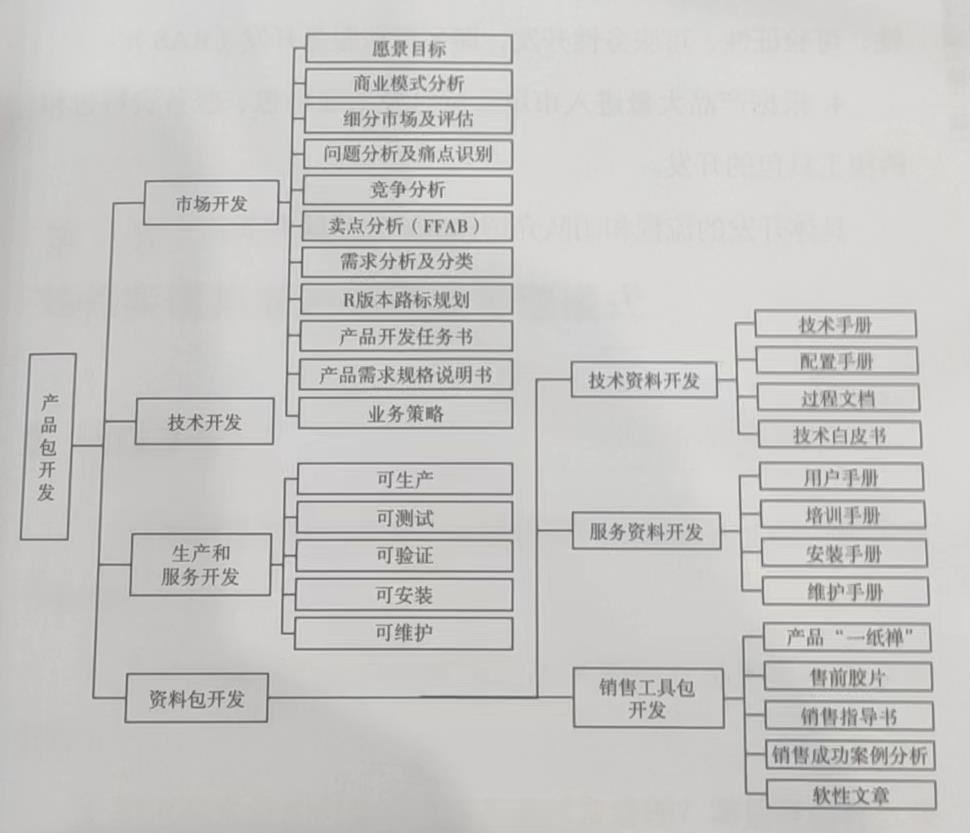 产品包开发
市场开发
愿景目标
商业模式分析
细分市场及评估
问题分析及痛点识别
竞争分析
卖点分析（FFAB）
需求分析及分类
R版本路标规划
产品开发任务书
产品需求规格说明书
业务策略
技术开发
生产和
服务开发
可生产
可测试
可验证
可安装
可维护
资料包开发
技术资料开发
技术手册
配置手册
过程文档
技术白皮书
服务资料开发
用户手册
培训手册
安装手册
维护手册
销售工具包
开发
产品“一纸禅”
售前胶片
销售指导书
销售成功案例分析
软性文章